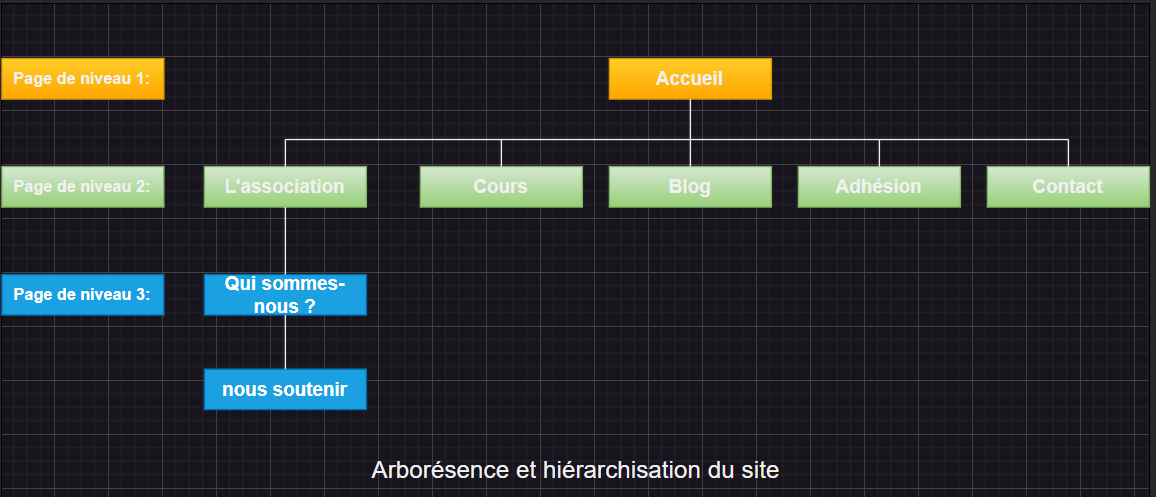 Page de niveau 1:
Accueil
Page de niveau 2:
L'association
Cours
Blog
Adhésion
Contact
Page de niveau 3:
Qui sommes-
nous ?
nous soutenir
Arborésence et hiérarchisation du site